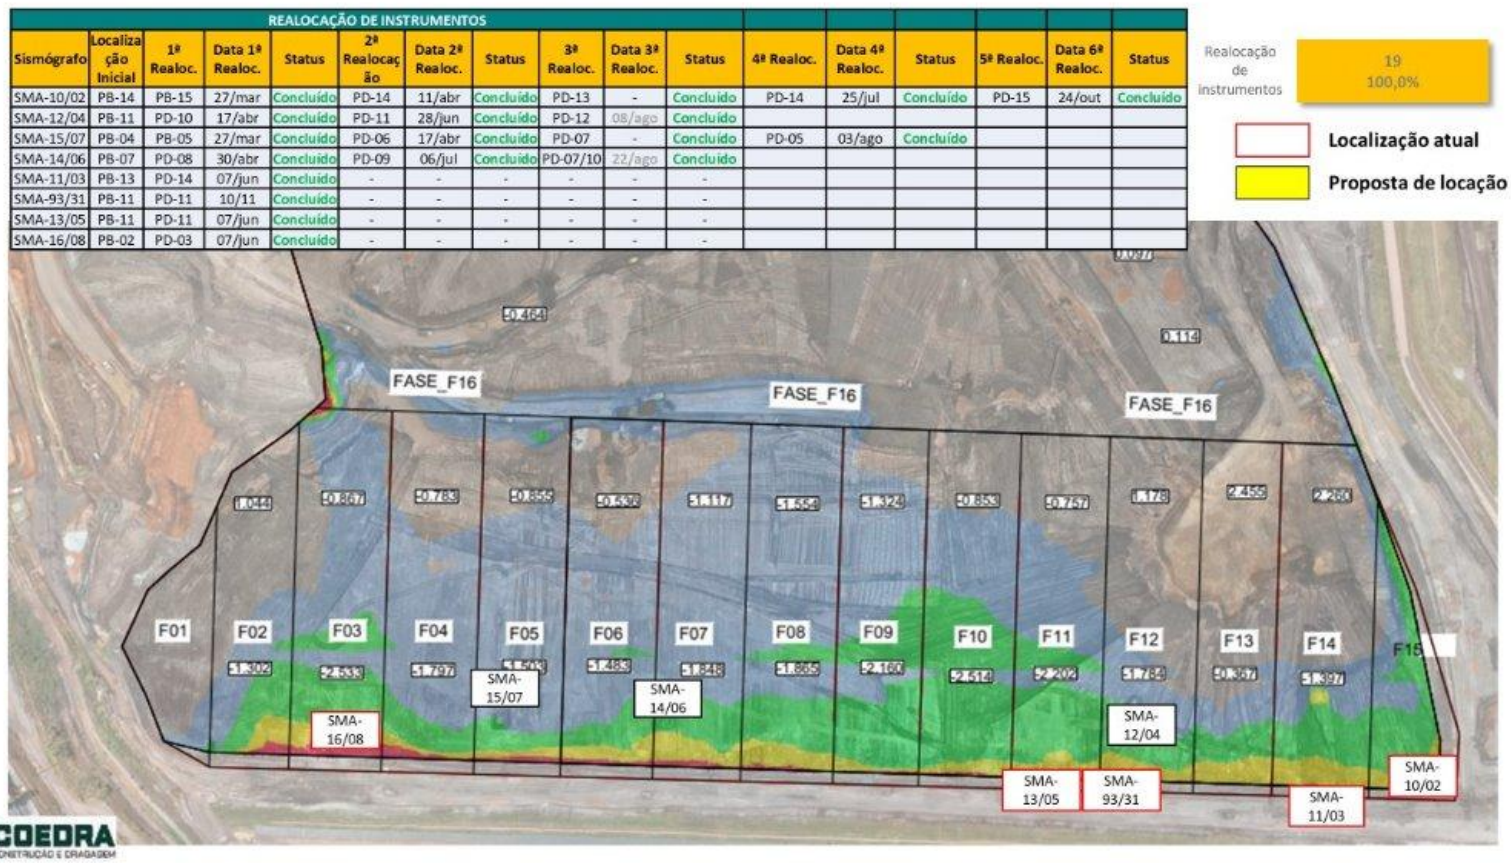 REALOCAÇÃO DE INSTRUMENTOS
Sismógrafo Localiza ção Inicial 1ª Realoc. Data 1ª Realoc. Status 2ª Realocaç ão Data 2ª Realoc. Status 3ª Realoc. Data 3ª Realoc. Status 4ª Realoc. Data 4ª Realoc. Status 5ª Realoc. Data 6ª Realoc. Status
SMA-10/02 PB-14 PB-15 27/mar Concluído PD-14 11/abr Concluído PD-13 - Concluído PD-14 25/jul Concluído PD-15 24/out Concluído
SMA-12/04 PB-11 PD-10 17/abr Concluído PD-11 28/jun Concluído PD-12 08/ago Concluído
SMA-15/07 PB-04 PB-05 27/mar Concluído PD-06 17/abr Concluído PD-07 - Concluído PD-05 03/ago Concluído
SMA-14/06 PB-07 PD-08 30/abr Concluído PD-09 06/jul Concluído PD-07/10 22/ago Concluído
SMA-11/03 PB-13 PD-14 07/jun Concluído - - - - - -
SMA-93/31 PB-11 PD-11 10/11 Concluído - - - - - -
SMA-13/05 PB-11 PD-11 07/jun Concluído - - - - - -
SMA-16/08 PB-02 PD-03 07/jun Concluído - - - - - -
Realocação
de
instrumentos
19
100,0%
Localização atual
Proposta de locação
0.097
-0.464
0.114
FASE_F16 FASE_F16 FASE_F16
1.044 -0.867 -0.783 -0.855 -0.536 -1.117 -1.554 -1.324 -0.853 -0.757 1.178 2.455 2.260
F01 F02 F03 F04 F05 F06 F07 F08 F09 F10 F11 F12 F13 F14 F15
-1.302 -2.533 -1.797 -1.503 -1.483 -1.848 -1.865 -2.160 -2.514 -2.202 -1.784 -0.367 -1.397
SMA-
15/07
SMA-
14/06
SMA-
16/08
SMA-
12/04
SMA-
13/05
SMA-
93/31
SMA-
11/03
SMA-
10/02
COEDRA
CONSTRUÇÃO E DRAGAGEM